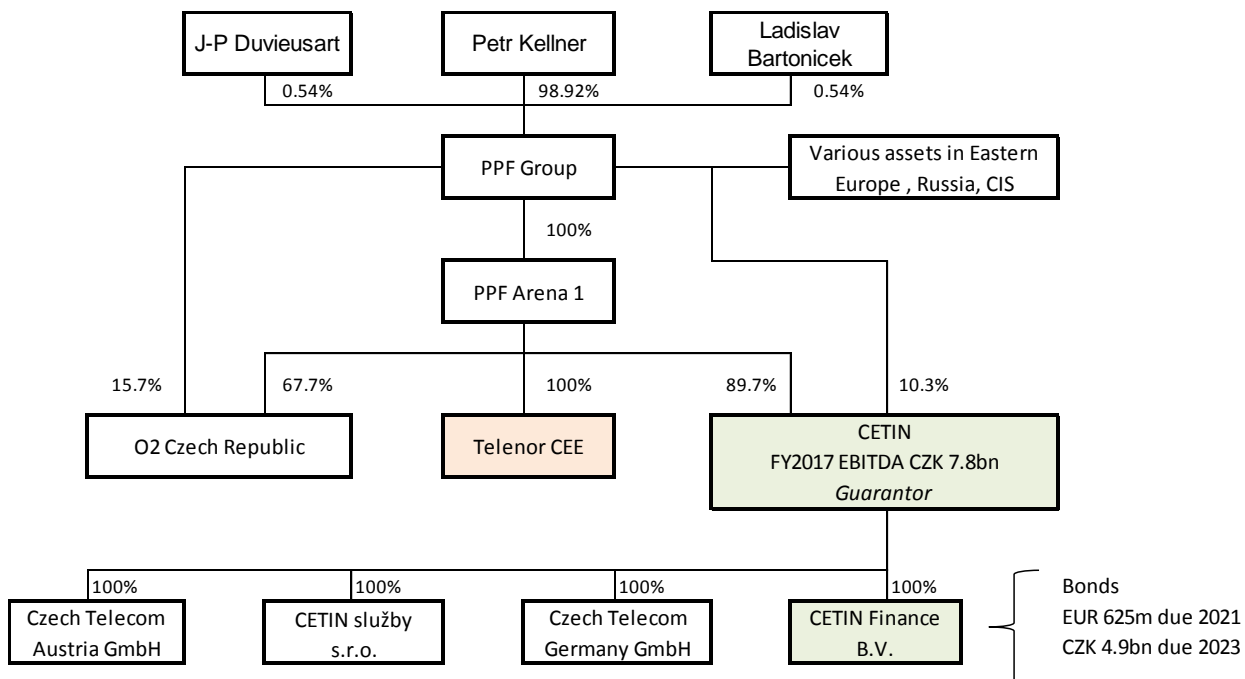 J-P Duvieusart
Petr Kellner
Ladislav
Bartonicek
0.54%
98.92%
0.54%
PPF Group
Various assets in Eastern
Europe , Russia, CIS
100%
PPF Arena 1
15.7%
67.7%
100%
89.7%
10.3%
O2 Czech Republic
Telenor CEE
CETIN
FY2017 EBITDA CZK 7.8bn
Guarantor
100%
100%
100%
100%
Czech Telecom
Austria GmbH
CETIN služby
s.r.o.
Czech Telecom
Germany GmbH
CETIN Finance
B.V.
Bonds
EUR 625m due 2021
CZK 4.9bn due 2023